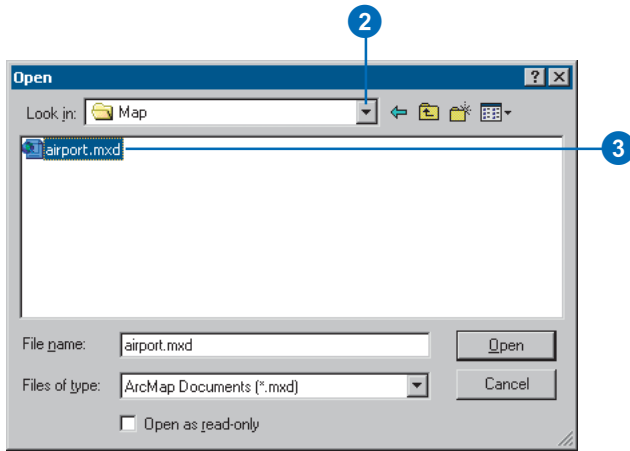 2
Open
Look in: Map
airport.mxd
3
File name: airport.mxd Open
Files of type: ArcMap Documents (*.mxd) Cancel
Open as read-only